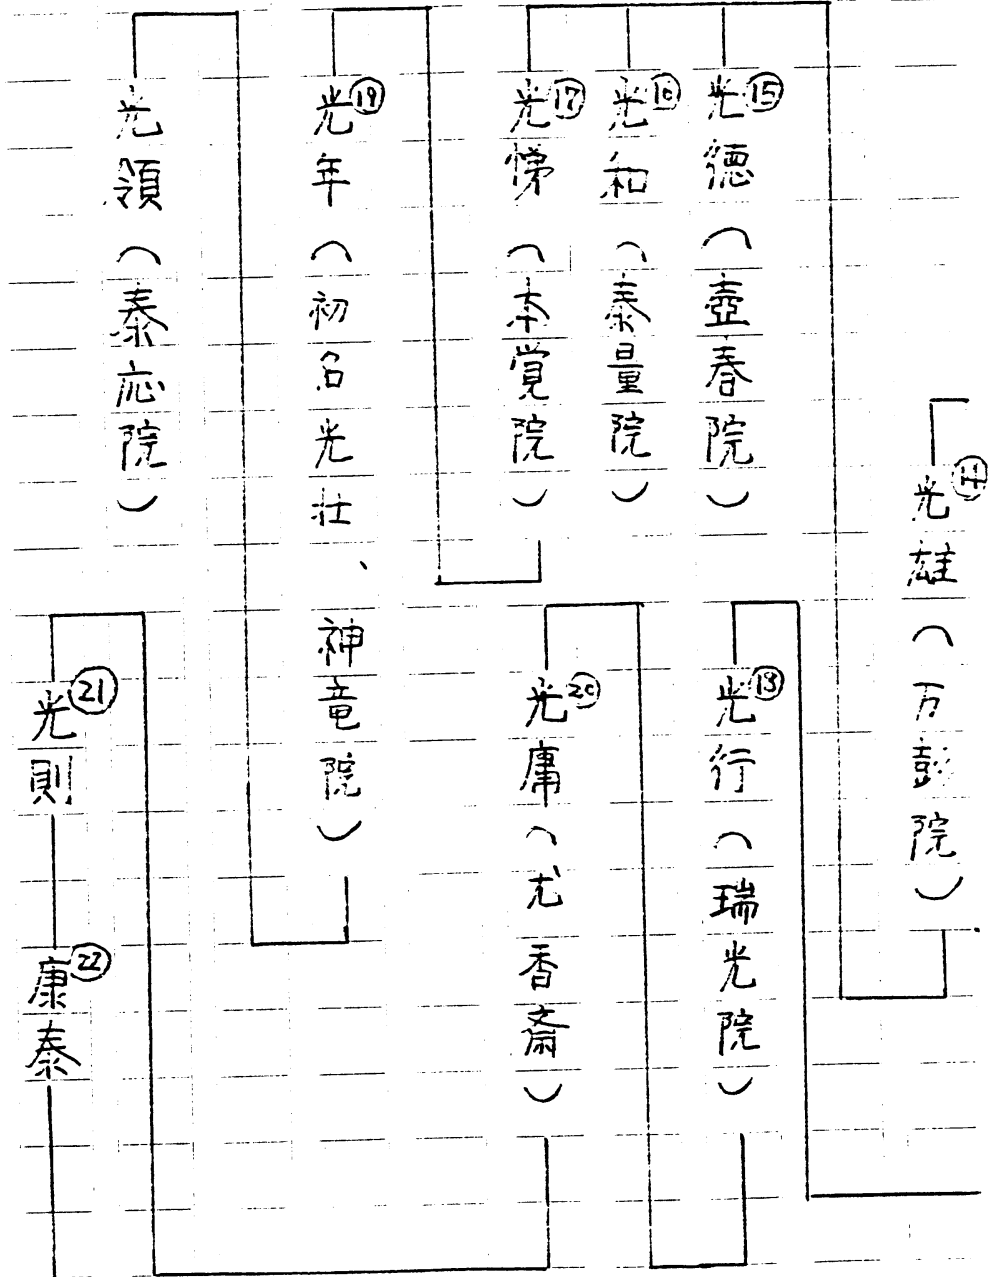 ⑭光雄(万彭院)
⑮光徳(壺春院)
⑯光和(泰量院)
⑰光悌(本覚院)
⑱光行(瑞光院)
⑲光年(初名光壮、神竜院)
⑳光庸(尤香斎)
光領(泰応院)
㉑光則
㉒康泰